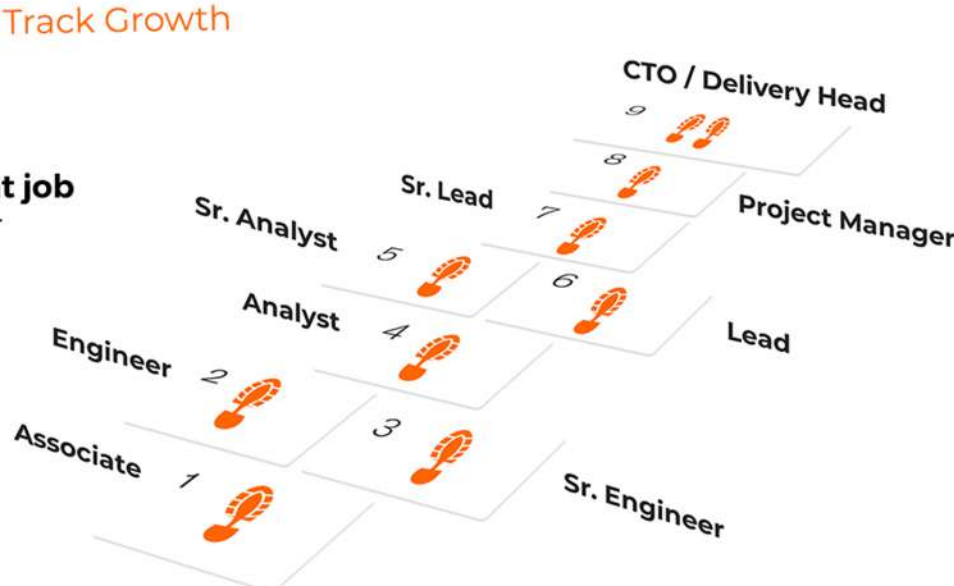 Track Growth
CTO / Delivery Head
9
8
Project Manager
Sr. Lead
7
t job
Sr. Analyst
5
6
Lead
Analyst
4
Engineer
2
3
Sr. Engineer
Associate
1